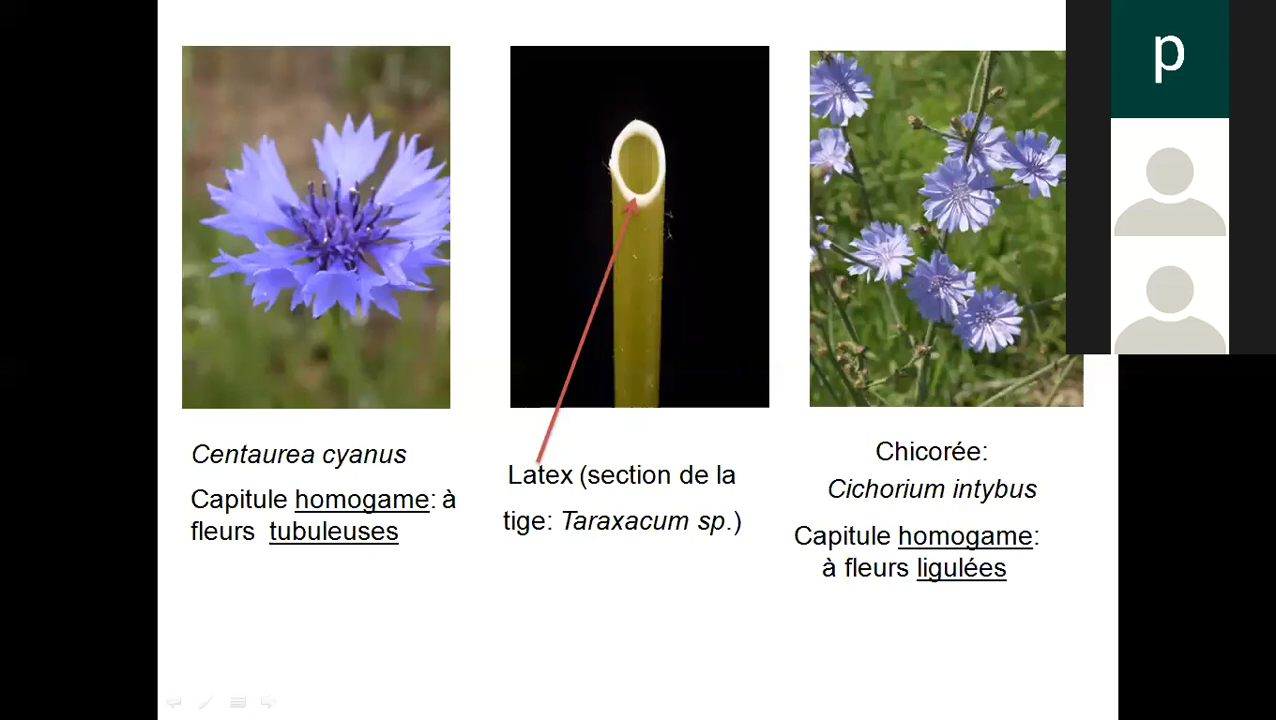 p
Centaurea cyanus
Capitule homogame: à
fleurs tubuleuses
Latex (section de la
tige: Taraxacum sp.)
Chicorée:
Cichorium intybus
Capitule homogame:
à fleurs ligulées